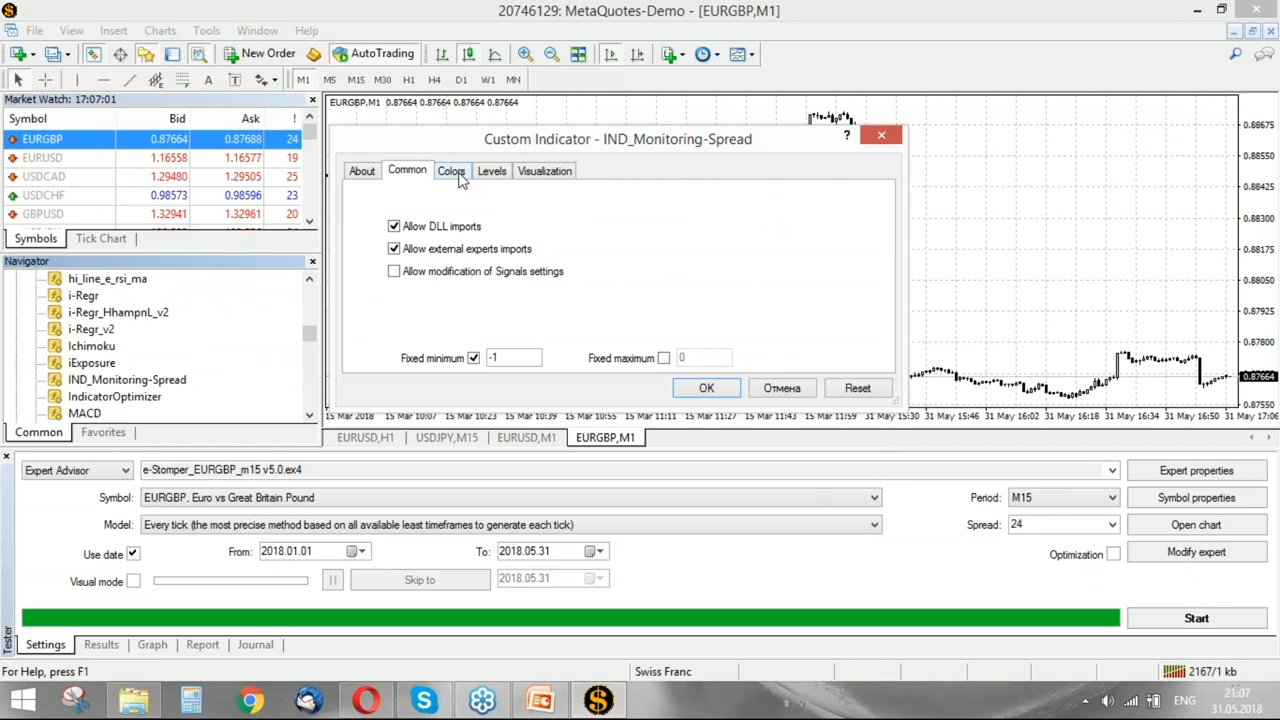 20746129: MetaQuotes-Demo - [EURGBP,M1]
File View Insert Charts Tools Window Help
New Order AutoTrading
A T M1 M5 M15 M30 H1 H4 D1 W1 MN
Market Watch: 17:07:01
Symbol Bid Ask !
EURGBP 0.87664 0.87688 24
EURUSD 1.16558 1.16577 19
USDCAD 1.29480 1.29505 25
USDCHF 0.98573 0.98596 23
GBPUSD 1.32941 1.32961 20
Symbols Tick Chart
Navigator
hi_line_e_rsi_ma
i-Regr
i-Regr_HhampnL_v2
i-Regr_v2
Ichimoku
iExposure
IND_Monitoring-Spread
IndicatorOptimizer
MACD
Common Favorites
EURGBP,M1 0.87664 0.87664 0.87664 0.87664
Custom Indicator - IND_Monitoring-Spread
?
About Common Colors Levels Visualization
Allow DLL imports
Allow external experts imports
Allow modification of Signals settings
Fixed minimum -1 Fixed maximum 0
OK Отмена Reset
0.88675
0.88550
0.88425
0.88300
0.88175
0.88050
0.87925
0.87800
0.87664
0.87550
15 Mar 2018 15 Mar 10:07 15 Mar 10:23 15 Mar 10:39 15 Mar 10:55 15 Mar 11:11 15 Mar 11:27 15 Mar 11:43 15 Mar 11:59 31 May 15:30 31 May 15:46 31 May 16:02 31 May 16:18 31 May 16:34 31 May 16:50 31 May 17:06
EURUSD,H1 USDJPY,M15 EURUSD,M1 EURGBP,M1
Expert Advisor e-Stomper_EURGBP_m15 v5.0.ex4 Expert properties
Symbol: EURGBP, Euro vs Great Britain Pound Period: M15 Symbol properties
Model: Every tick (the most precise method based on all available least timeframes to generate each tick) Spread: 24 Open chart
Use date From: 2018.01.01 To: 2018.05.31 Optimization Modify expert
Visual mode Skip to 2018.05.31
Start
Tester
Settings Results Graph Report Journal
For Help, press F1 Swiss Franc 2167/1 kb
ENG 21:07
31.05.2018